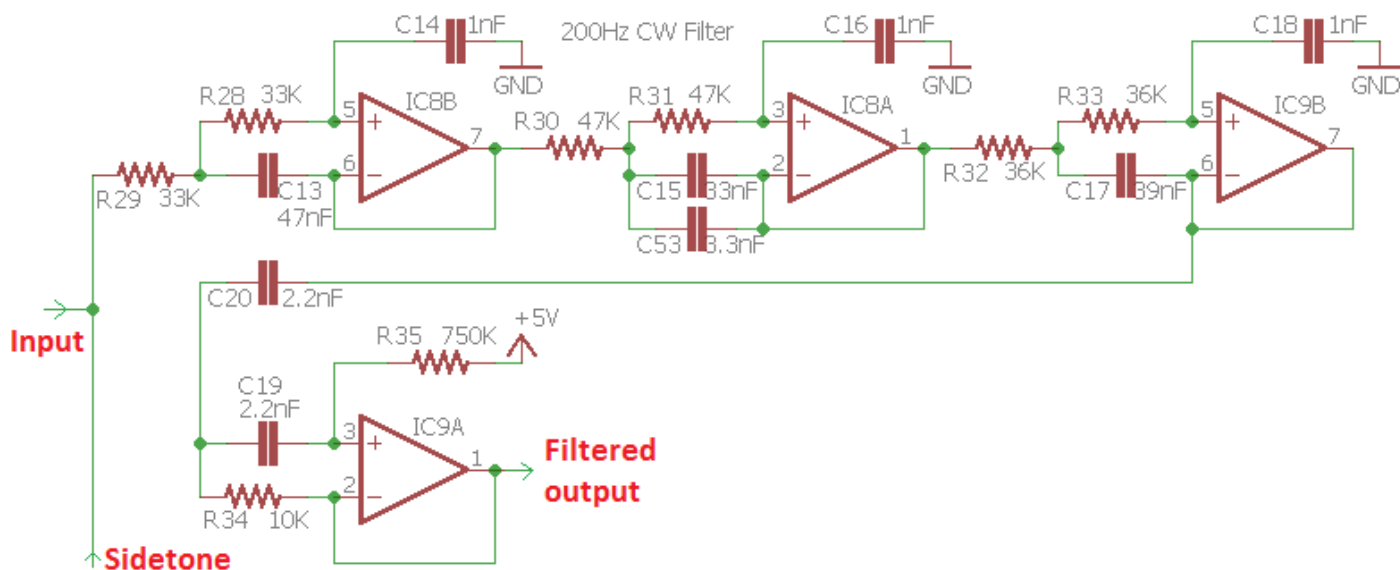 C14 1nF
200Hz CW Filter
C16 1nF
C18 1nF
GND
GND
GND
R28 33K
5
+
IC8B
7
6
-
R29 33K
C13
47nF
R30 47K
R31 47K
3
+
IC8A
1
2
-
C15 33nF
C53 3.3nF
R32 36K
R33 36K
5
+
IC9B
7
6
-
C17 39nF
C20 2.2nF
Input
R35 750K
+5V
C19
2.2nF
3
+
IC9A
1
2
-
R34 10K
Filtered
output
Sidetone